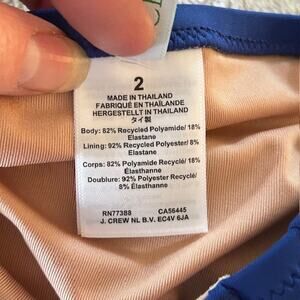 2
MADE IN THAILAND
FABRIQUÉ EN THAÏLANDE
HERGESTELLT IN THAILAND
タイ製
Body: 82% Recycled Polyamide/ 18%
Elastane
Lining: 92% Recycled Polyester/ 8%
Elastane
Corps: 82% Polyamide Recyclé/ 18%
Élasthanne
Doublure: 92% Polyester Recyclé/
8% Élasthanne
RN77388 CA56445
J. CREW NL B.V. EC4V 6JA